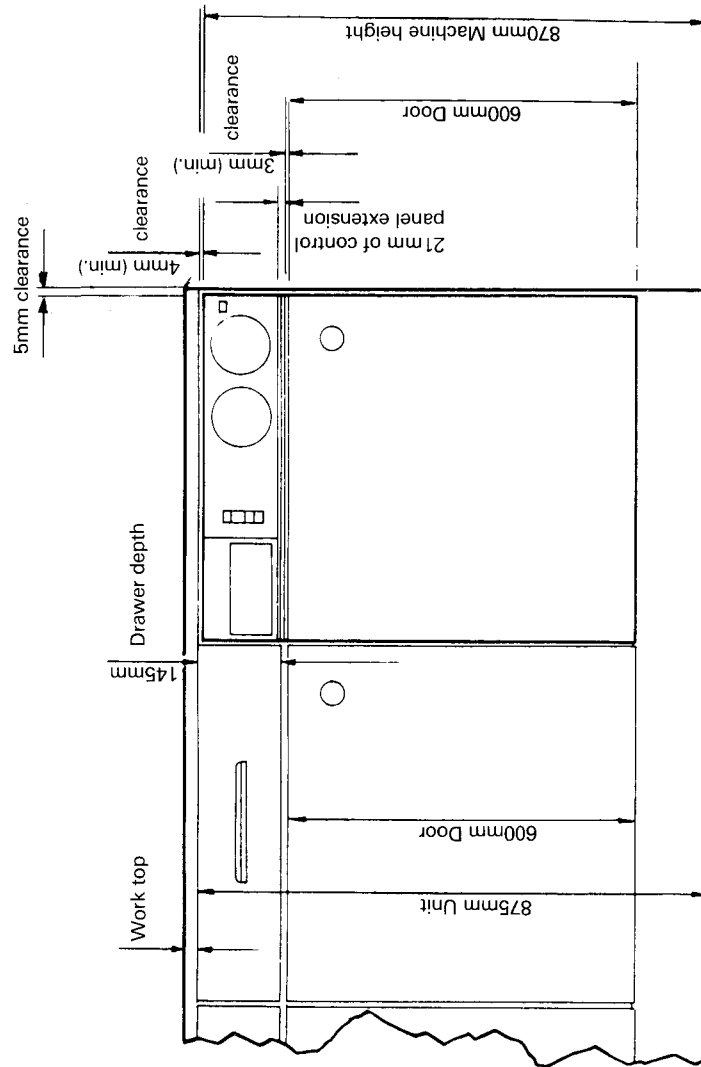 5mm clearance
4mm (min.)
clearance
21mm of control
panel extension
3mm (min.)
clearance
870mm Machine height
600mm Door
Drawer depth
145mm
Work top
875mm Unit
600mm Door